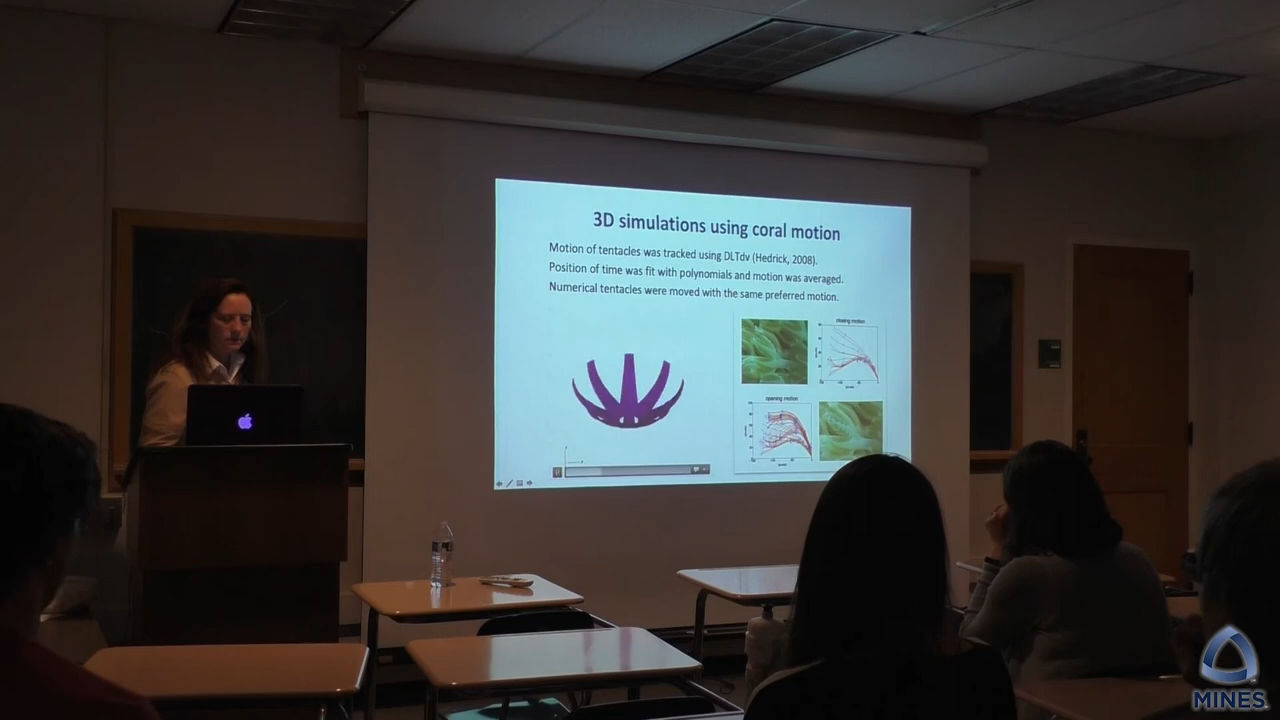 3D simulations using coral motion
Motion of tentacles was tracked using DLTdv (Hedrick, 2008).
Position of time was fit with polynomials and motion was averaged.
Numerical tentacles were moved with the same preferred motion.
closing motion
opening motion
MINES